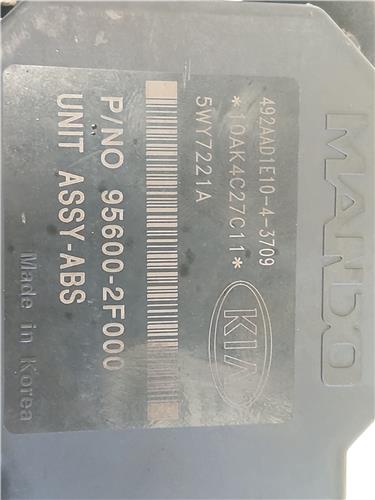 MANDO
492AAD1E10-4-3709
*10AK4C27C11*
5WY7221A
KIA
P/NO 95600-2F000
UNIT ASSY-ABS
Made in Korea